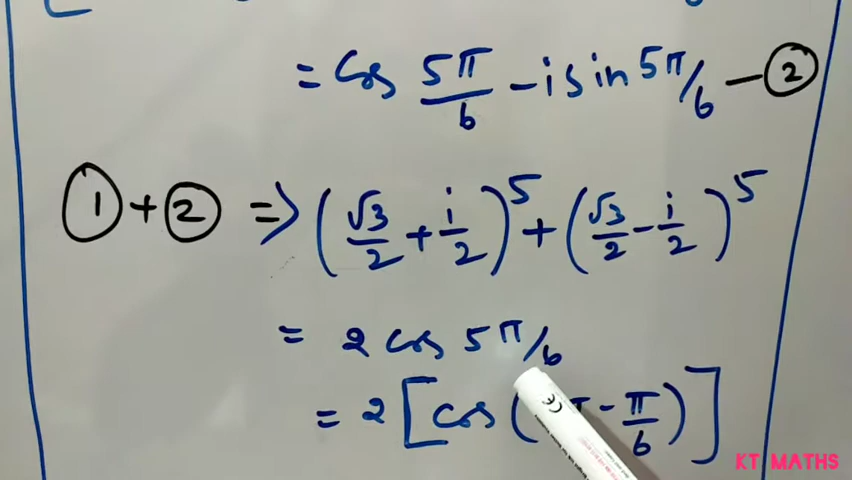 = Cos 5π/6 - i sin 5π/6 — ②
① + ② => (√3/2 + i/2)^5 + (√3/2 - i/2)^5
= 2 cos 5π/6
= 2 [cos (π - π/6)]
KT MATHS